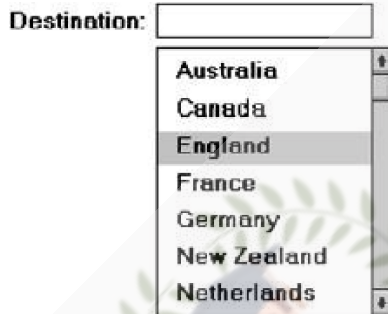 Destination:
Australia
Canada
England
France
Germany
New Zealand
Netherlands